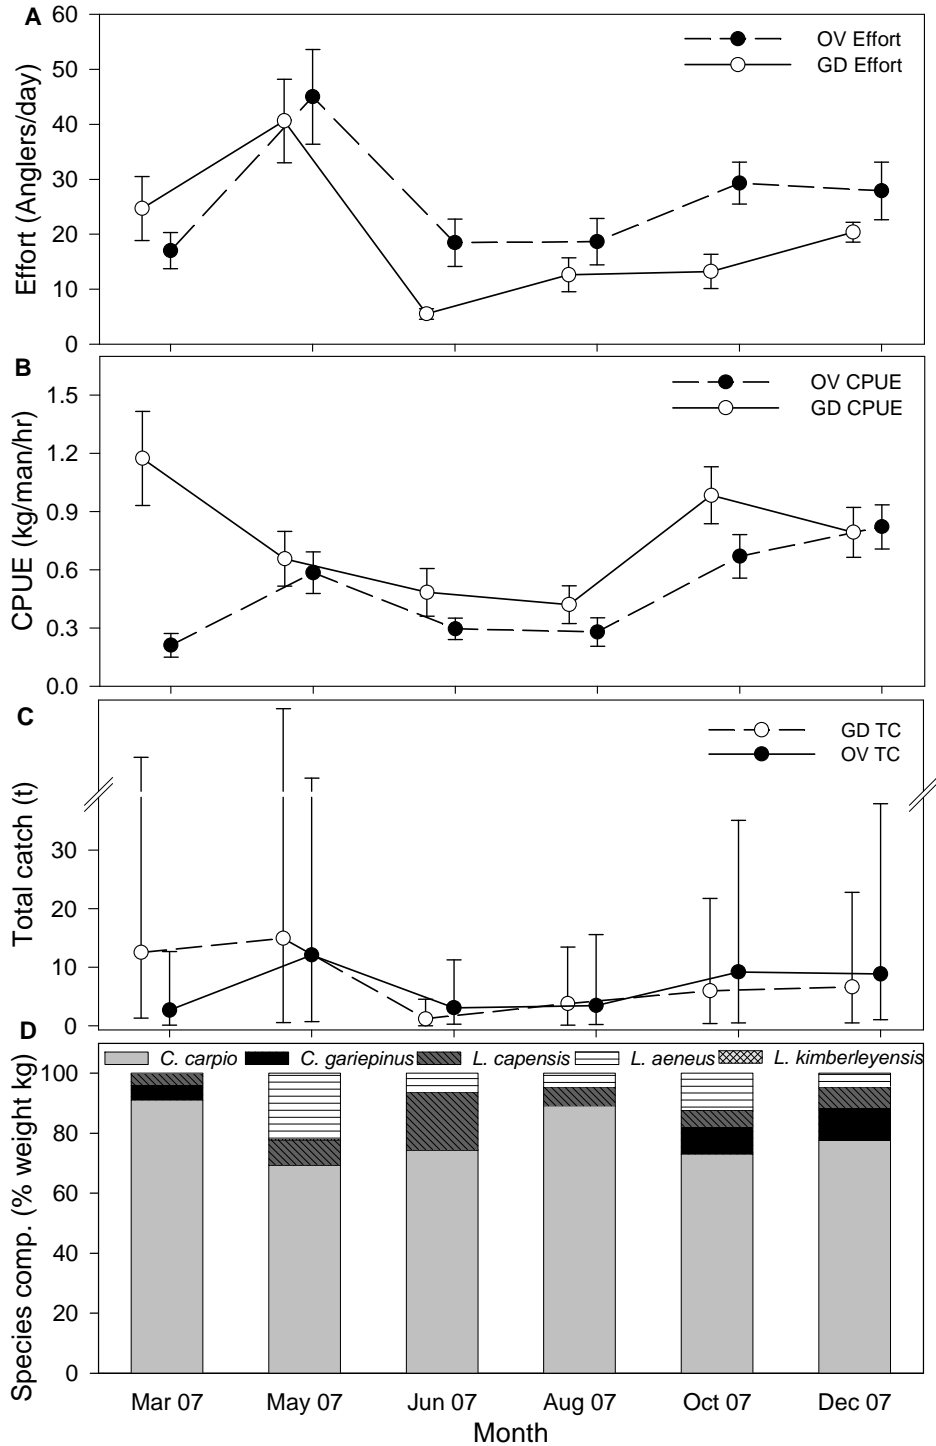 A
60
50
40
30
20
10
0
Effort (Anglers/day)
OV Effort
GD Effort
B
1.5
1.2
0.9
0.6
0.3
0.0
CPUE (kg/man/hr)
OV CPUE
GD CPUE
C
30
20
10
0
Total catch (t)
GD TC
OV TC
D
C. carpio C. gariepinus L. capensis L. aeneus L. kimberleyensis
100
80
60
40
20
0
Species comp. (% weight kg)
Mar 07 May 07 Jun 07 Aug 07 Oct 07 Dec 07
Month